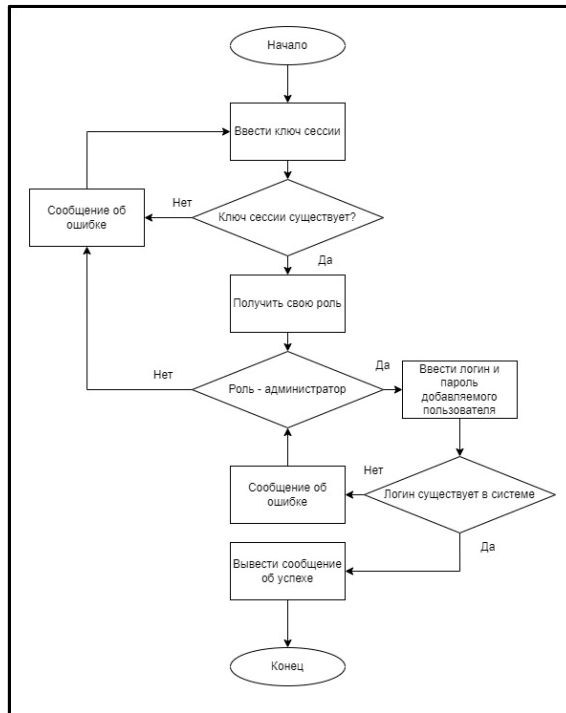 Начало
Ввести ключ сессии
Сообщение об
ошибке
Нет
Ключ сессии существует?
Да
Получить свою роль
Нет
Роль - администратор
Да
Ввести логин и
пароль
добавляемого
пользователя
Сообщение об
ошибке
Нет
Логин существует в системе
Да
Вывести сообщение
об успехе
Конец